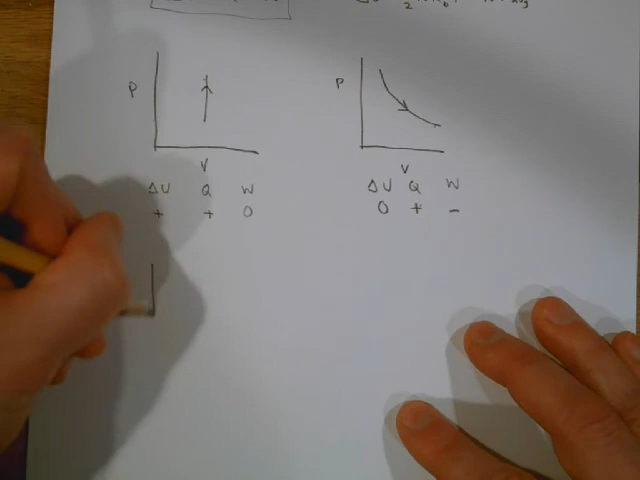 P
P
V
V
ΔU Q W
ΔU Q W
+ + 0
0 + −